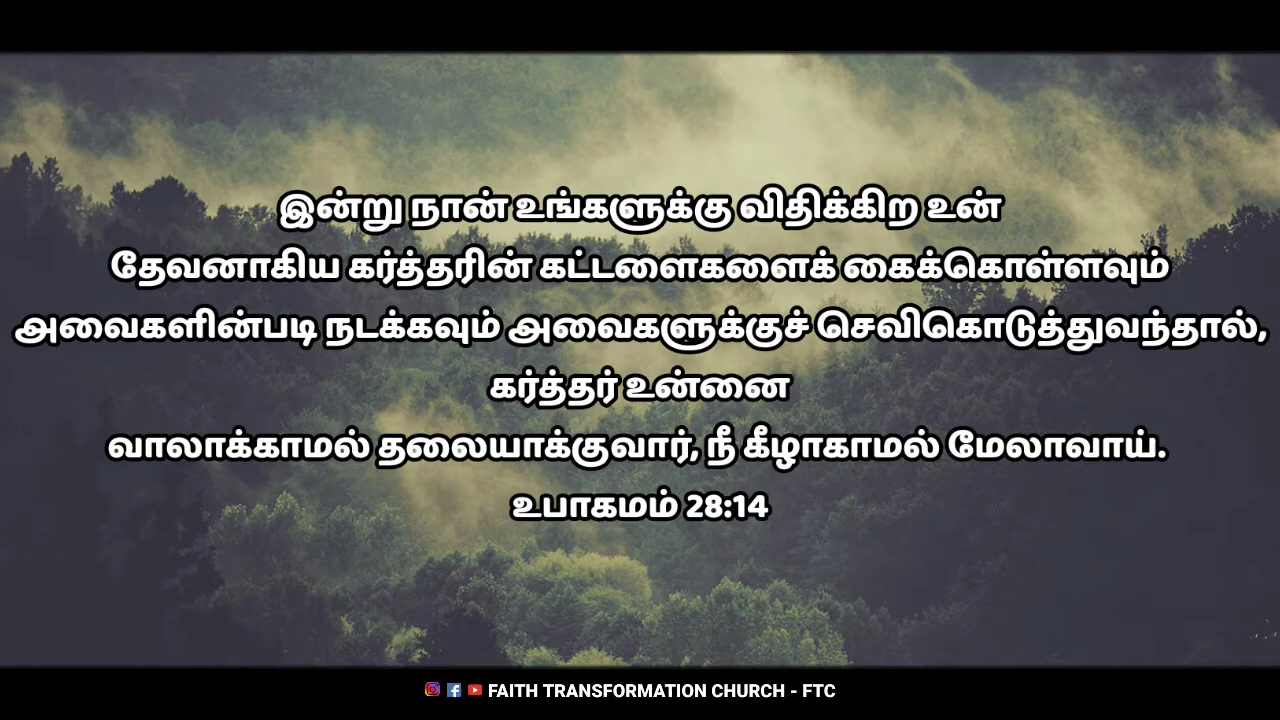 இன்று நான் உங்களுக்கு விதிக்கிற உன்
தேவனாகிய கர்த்தரின் கட்டளைகளைக் கைக்கொள்ளவும்
அவைகளின்படி நடக்கவும் அவைகளுக்குச் செவிகொடுத்துவந்தால்,
கர்த்தர் உன்னை
வாலாக்காமல் தலையாக்குவார், நீ கீழாகாமல் மேலாவாய்.
உபாகமம் 28:14
FAITH TRANSFORMATION CHURCH - FTC